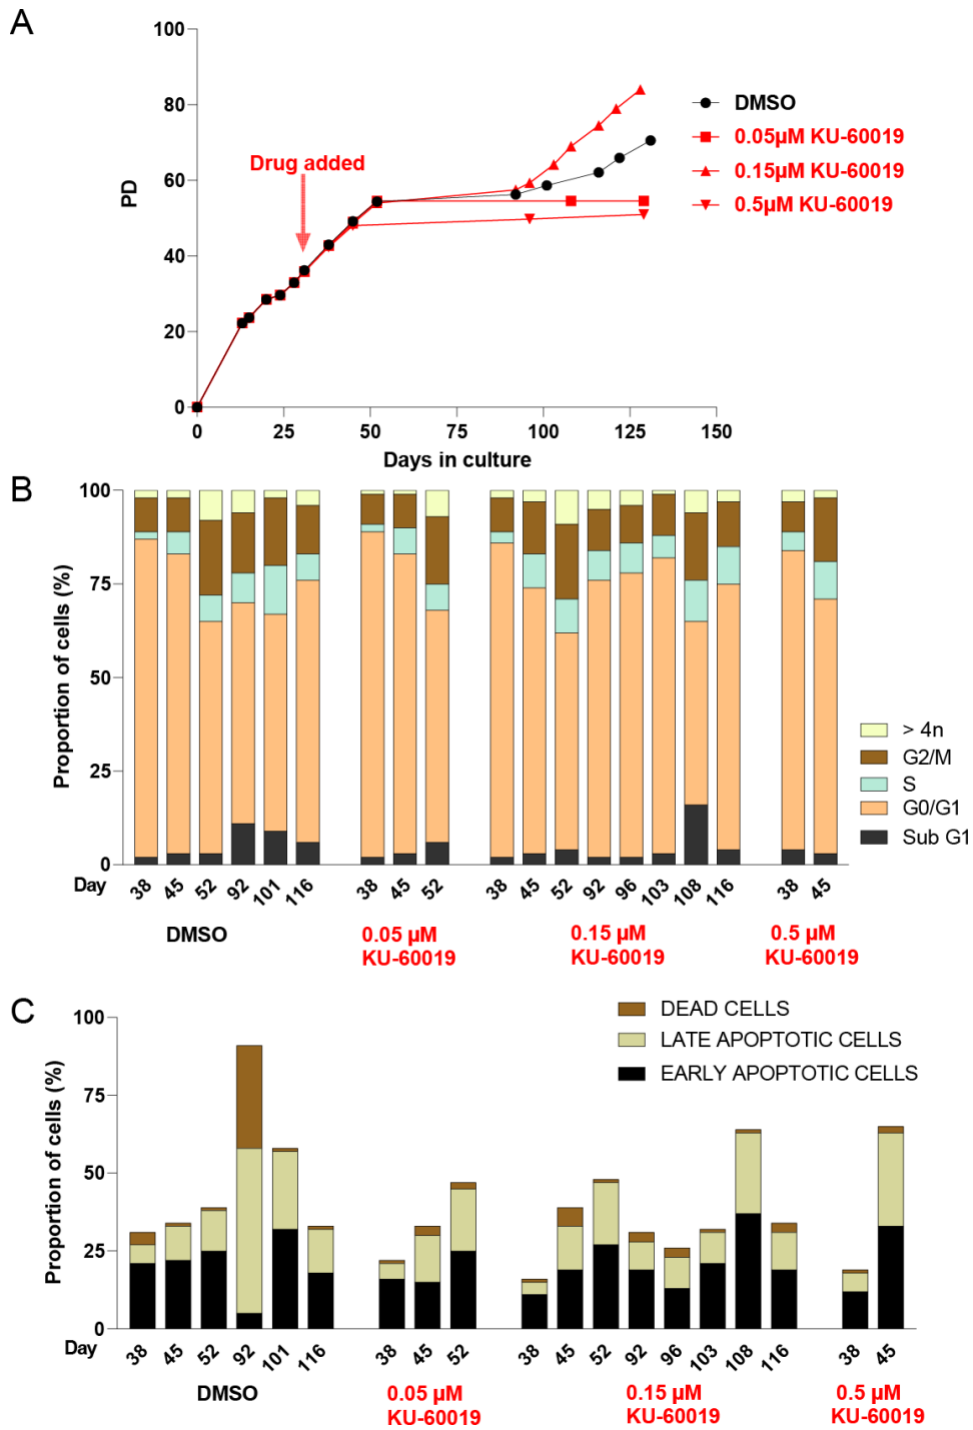 A
100
80
60
40
20
0
PD
Drug added
0
25
50
75
100
125
150
Days in culture
DMSO
0.05µM KU-60019
0.15µM KU-60019
0.5µM KU-60019
B
100
75
50
25
0
Proportion of cells (%)
> 4n
G2/M
S
G0/G1
Sub G1
Day
38 45 52 92 101 116
38 45 52
38 45 52 92 96 103 108 116
38 45
DMSO
0.05 µM
KU-60019
0.15 µM
KU-60019
0.5 µM
KU-60019
C
100
75
50
25
0
Proportion of cells (%)
DEAD CELLS
LATE APOPTOTIC CELLS
EARLY APOPTOTIC CELLS
Day
38 45 52 92 101 116
38 45 52
38 45 52 92 96 103 108 116
38 45
DMSO
0.05 µM
KU-60019
0.15 µM
KU-60019
0.5 µM
KU-60019